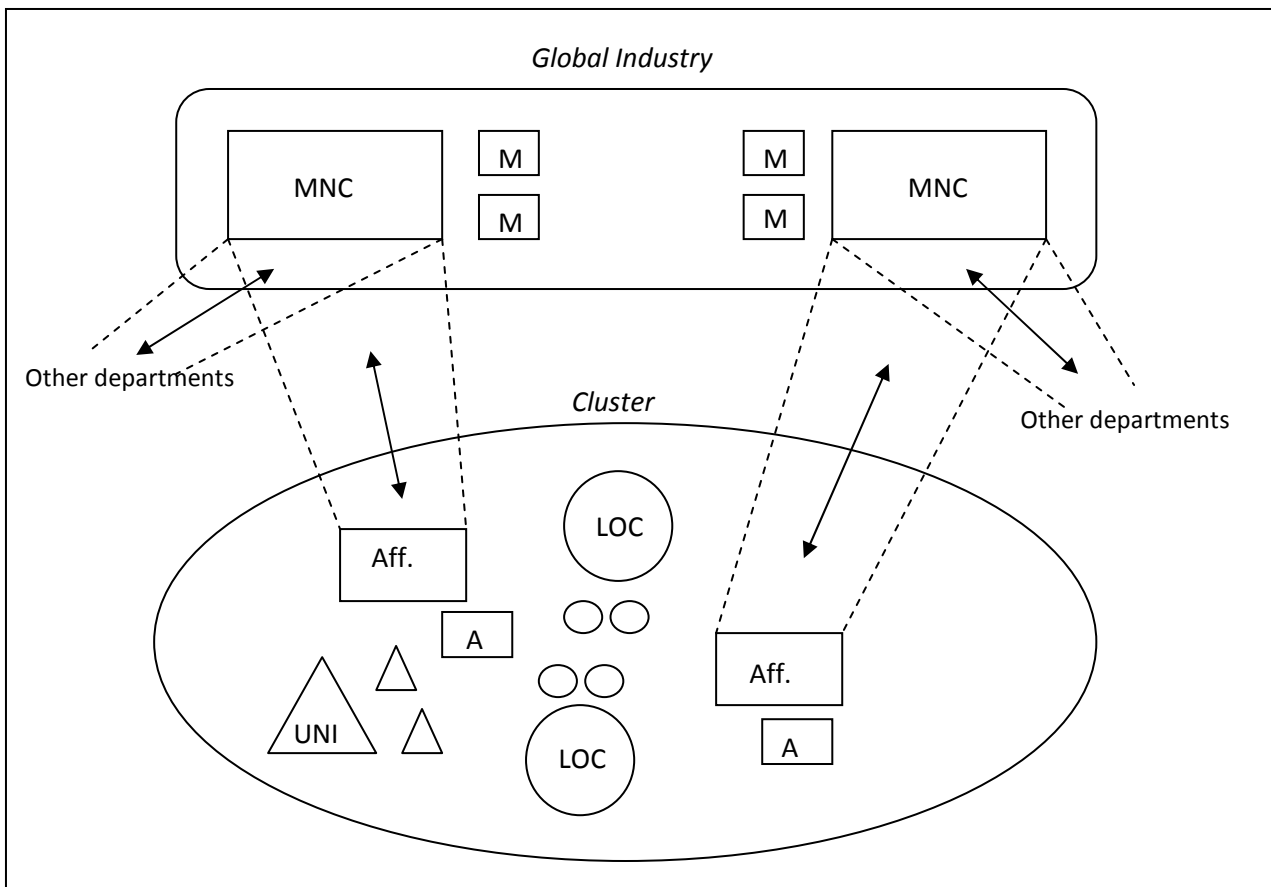 Global Industry
MNC
M
M
M
M
MNC
Other departments
Other departments
Cluster
LOC
Aff.
A
Aff.
UNI
LOC
A